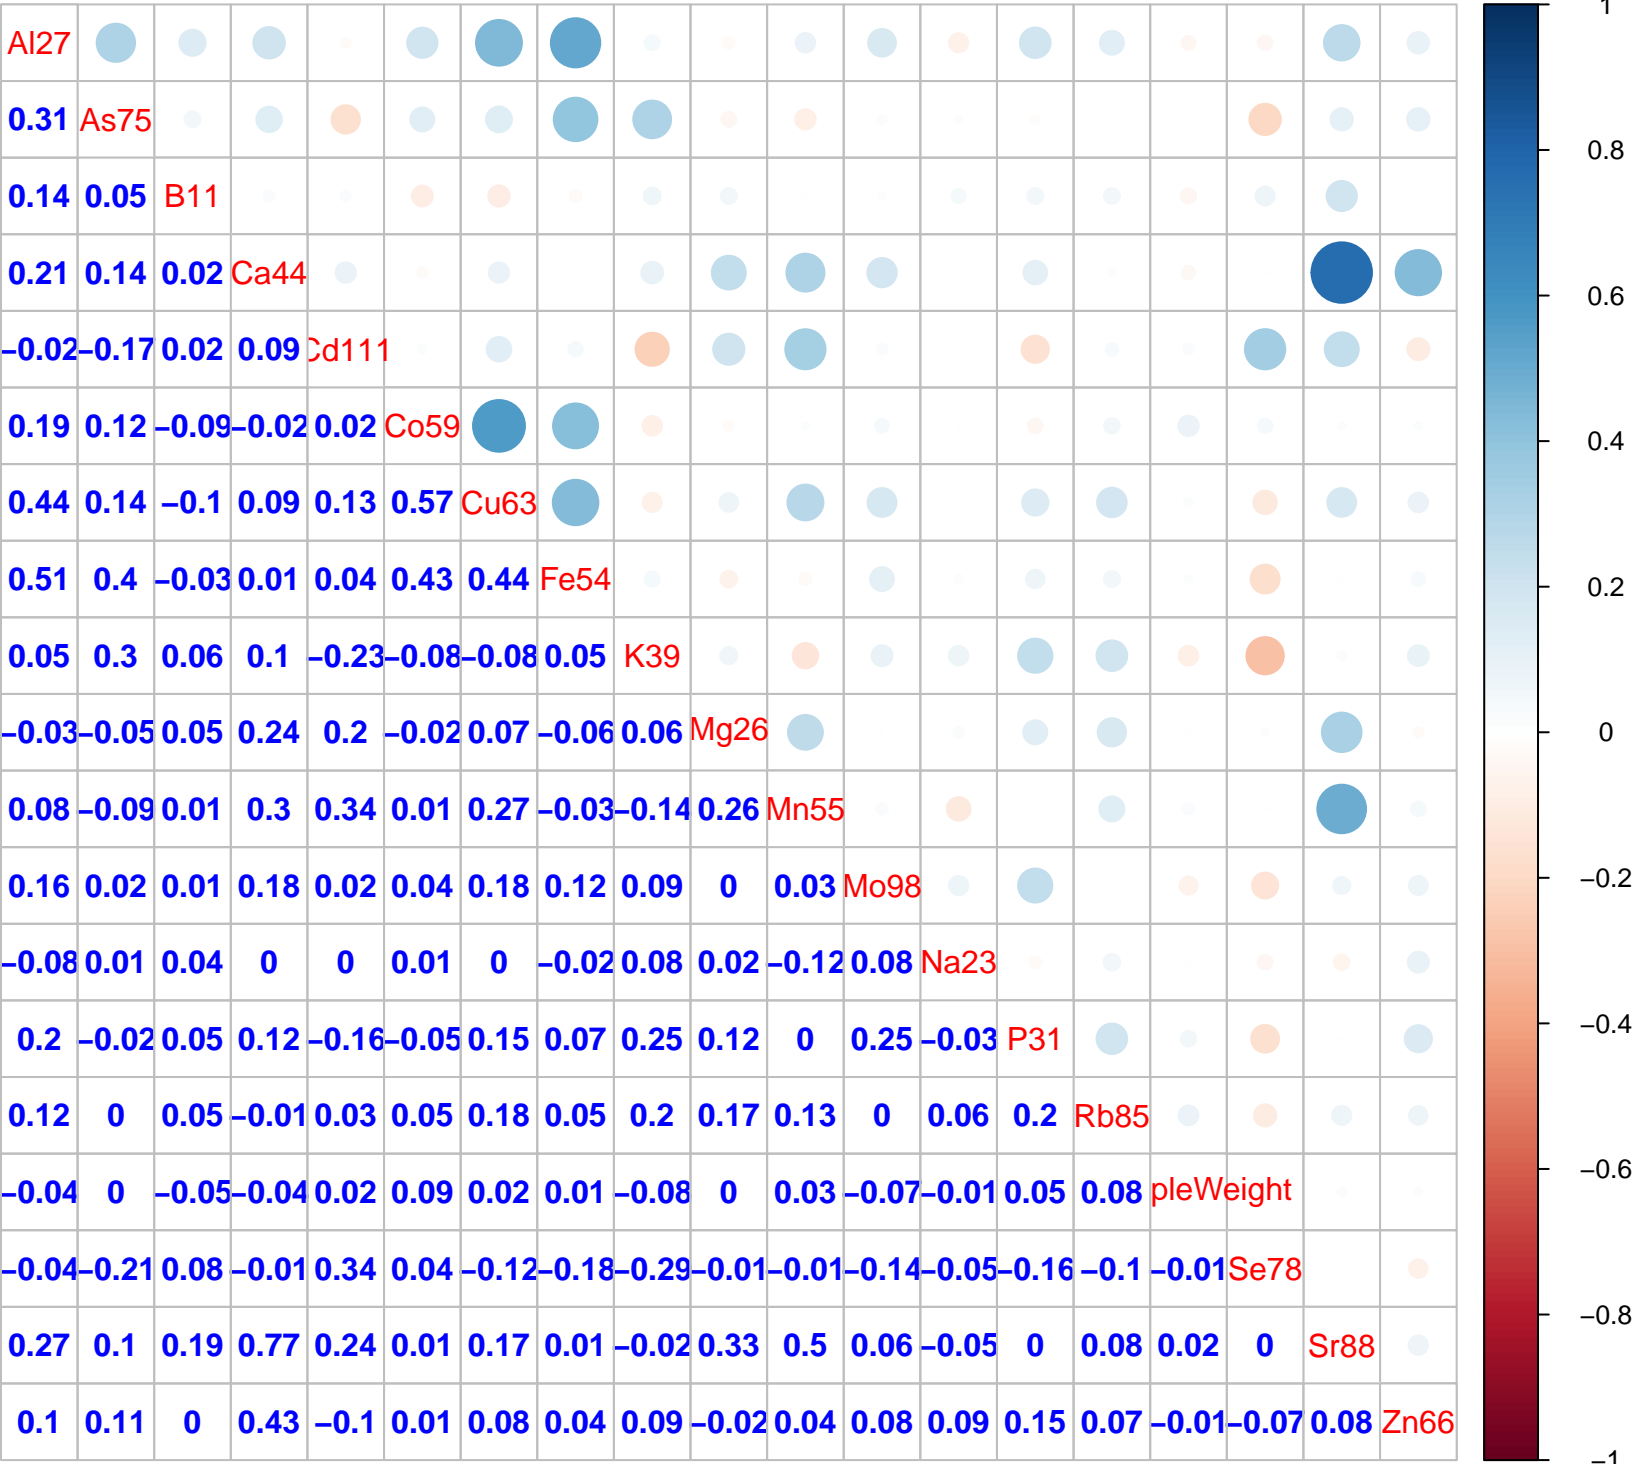 Al27
0.31 As75
0.14 0.05 B11
0.21 0.14 0.02 Ca44
−0.02 −0.17 0.02 0.09 Cd111
0.19 0.12 −0.09 −0.02 0.02 Co59
0.44 0.14 −0.1 0.09 0.13 0.57 Cu63
0.51 0.4 −0.03 0.01 0.04 0.43 0.44 Fe54
0.05 0.3 0.06 0.1 −0.23 −0.08 −0.08 0.05 K39
−0.03 −0.05 0.05 0.24 0.2 −0.02 0.07 −0.06 0.06 Mg26
0.08 −0.09 0.01 0.3 0.34 0.01 0.27 −0.03 −0.14 0.26 Mn55
0.16 0.02 0.01 0.18 0.02 0.04 0.18 0.12 0.09 0 0.03 Mo98
−0.08 0.01 0.04 0 0 0.01 0 −0.02 0.08 0.02 −0.12 0.08 Na23
0.2 −0.02 0.05 0.12 −0.16 −0.05 0.15 0.07 0.25 0.12 0 0.25 −0.03 P31
0.12 0 0.05 −0.01 0.03 0.05 0.18 0.05 0.2 0.17 0.13 0 0.06 0.2 Rb85
−0.04 0 −0.05 −0.04 0.02 0.09 0.02 0.01 −0.08 0 0.03 −0.07 −0.01 0.05 0.08 pleWeight
−0.04 −0.21 0.08 −0.01 0.34 0.04 −0.12 −0.18 −0.29 −0.01 −0.01 −0.14 −0.05 −0.16 −0.1 −0.01 Se78
0.27 0.1 0.19 0.77 0.24 0.01 0.17 0.01 −0.02 0.33 0.5 0.06 −0.05 0 0.08 0.02 0 Sr88
0.1 0.11 0 0.43 −0.1 0.01 0.08 0.04 0.09 −0.02 0.04 0.08 0.09 0.15 0.07 −0.01 −0.07 0.08 Zn66
1
0.8
0.6
0.4
0.2
0
−0.2
−0.4
−0.6
−0.8
−1